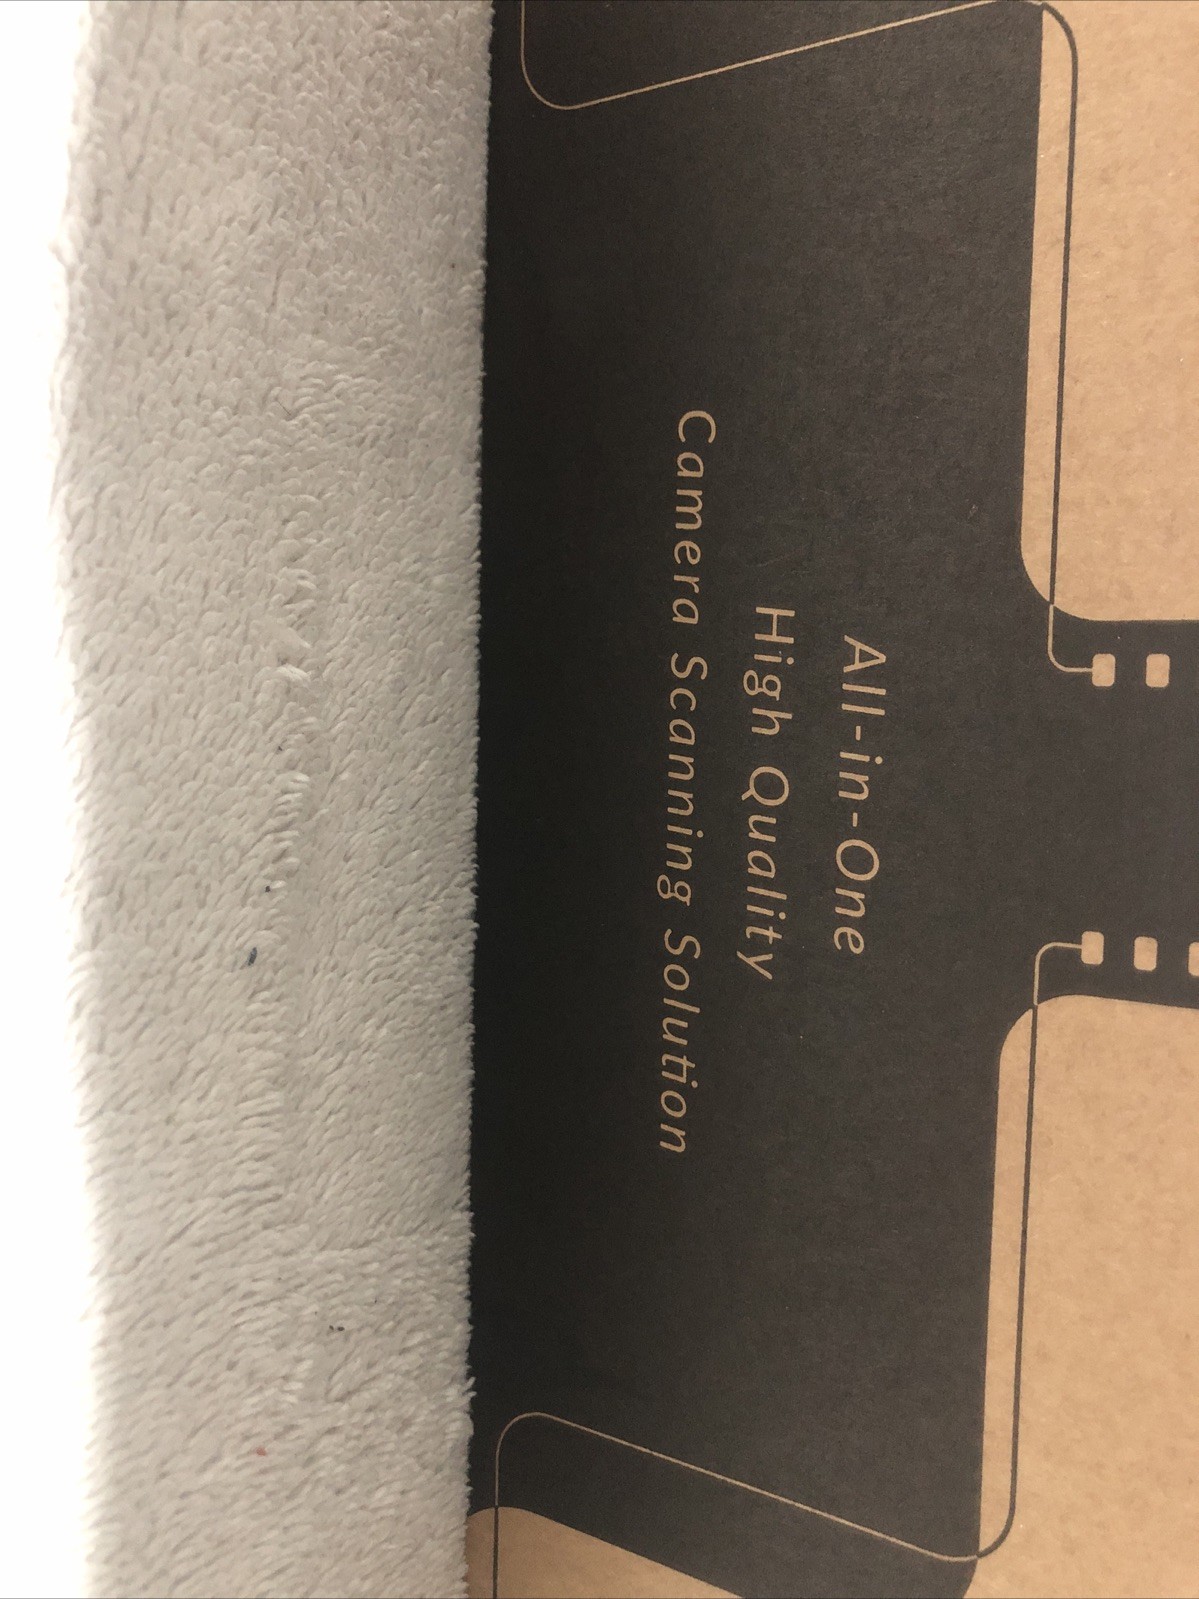 All-in-One
High Quality
Camera Scanning Solution